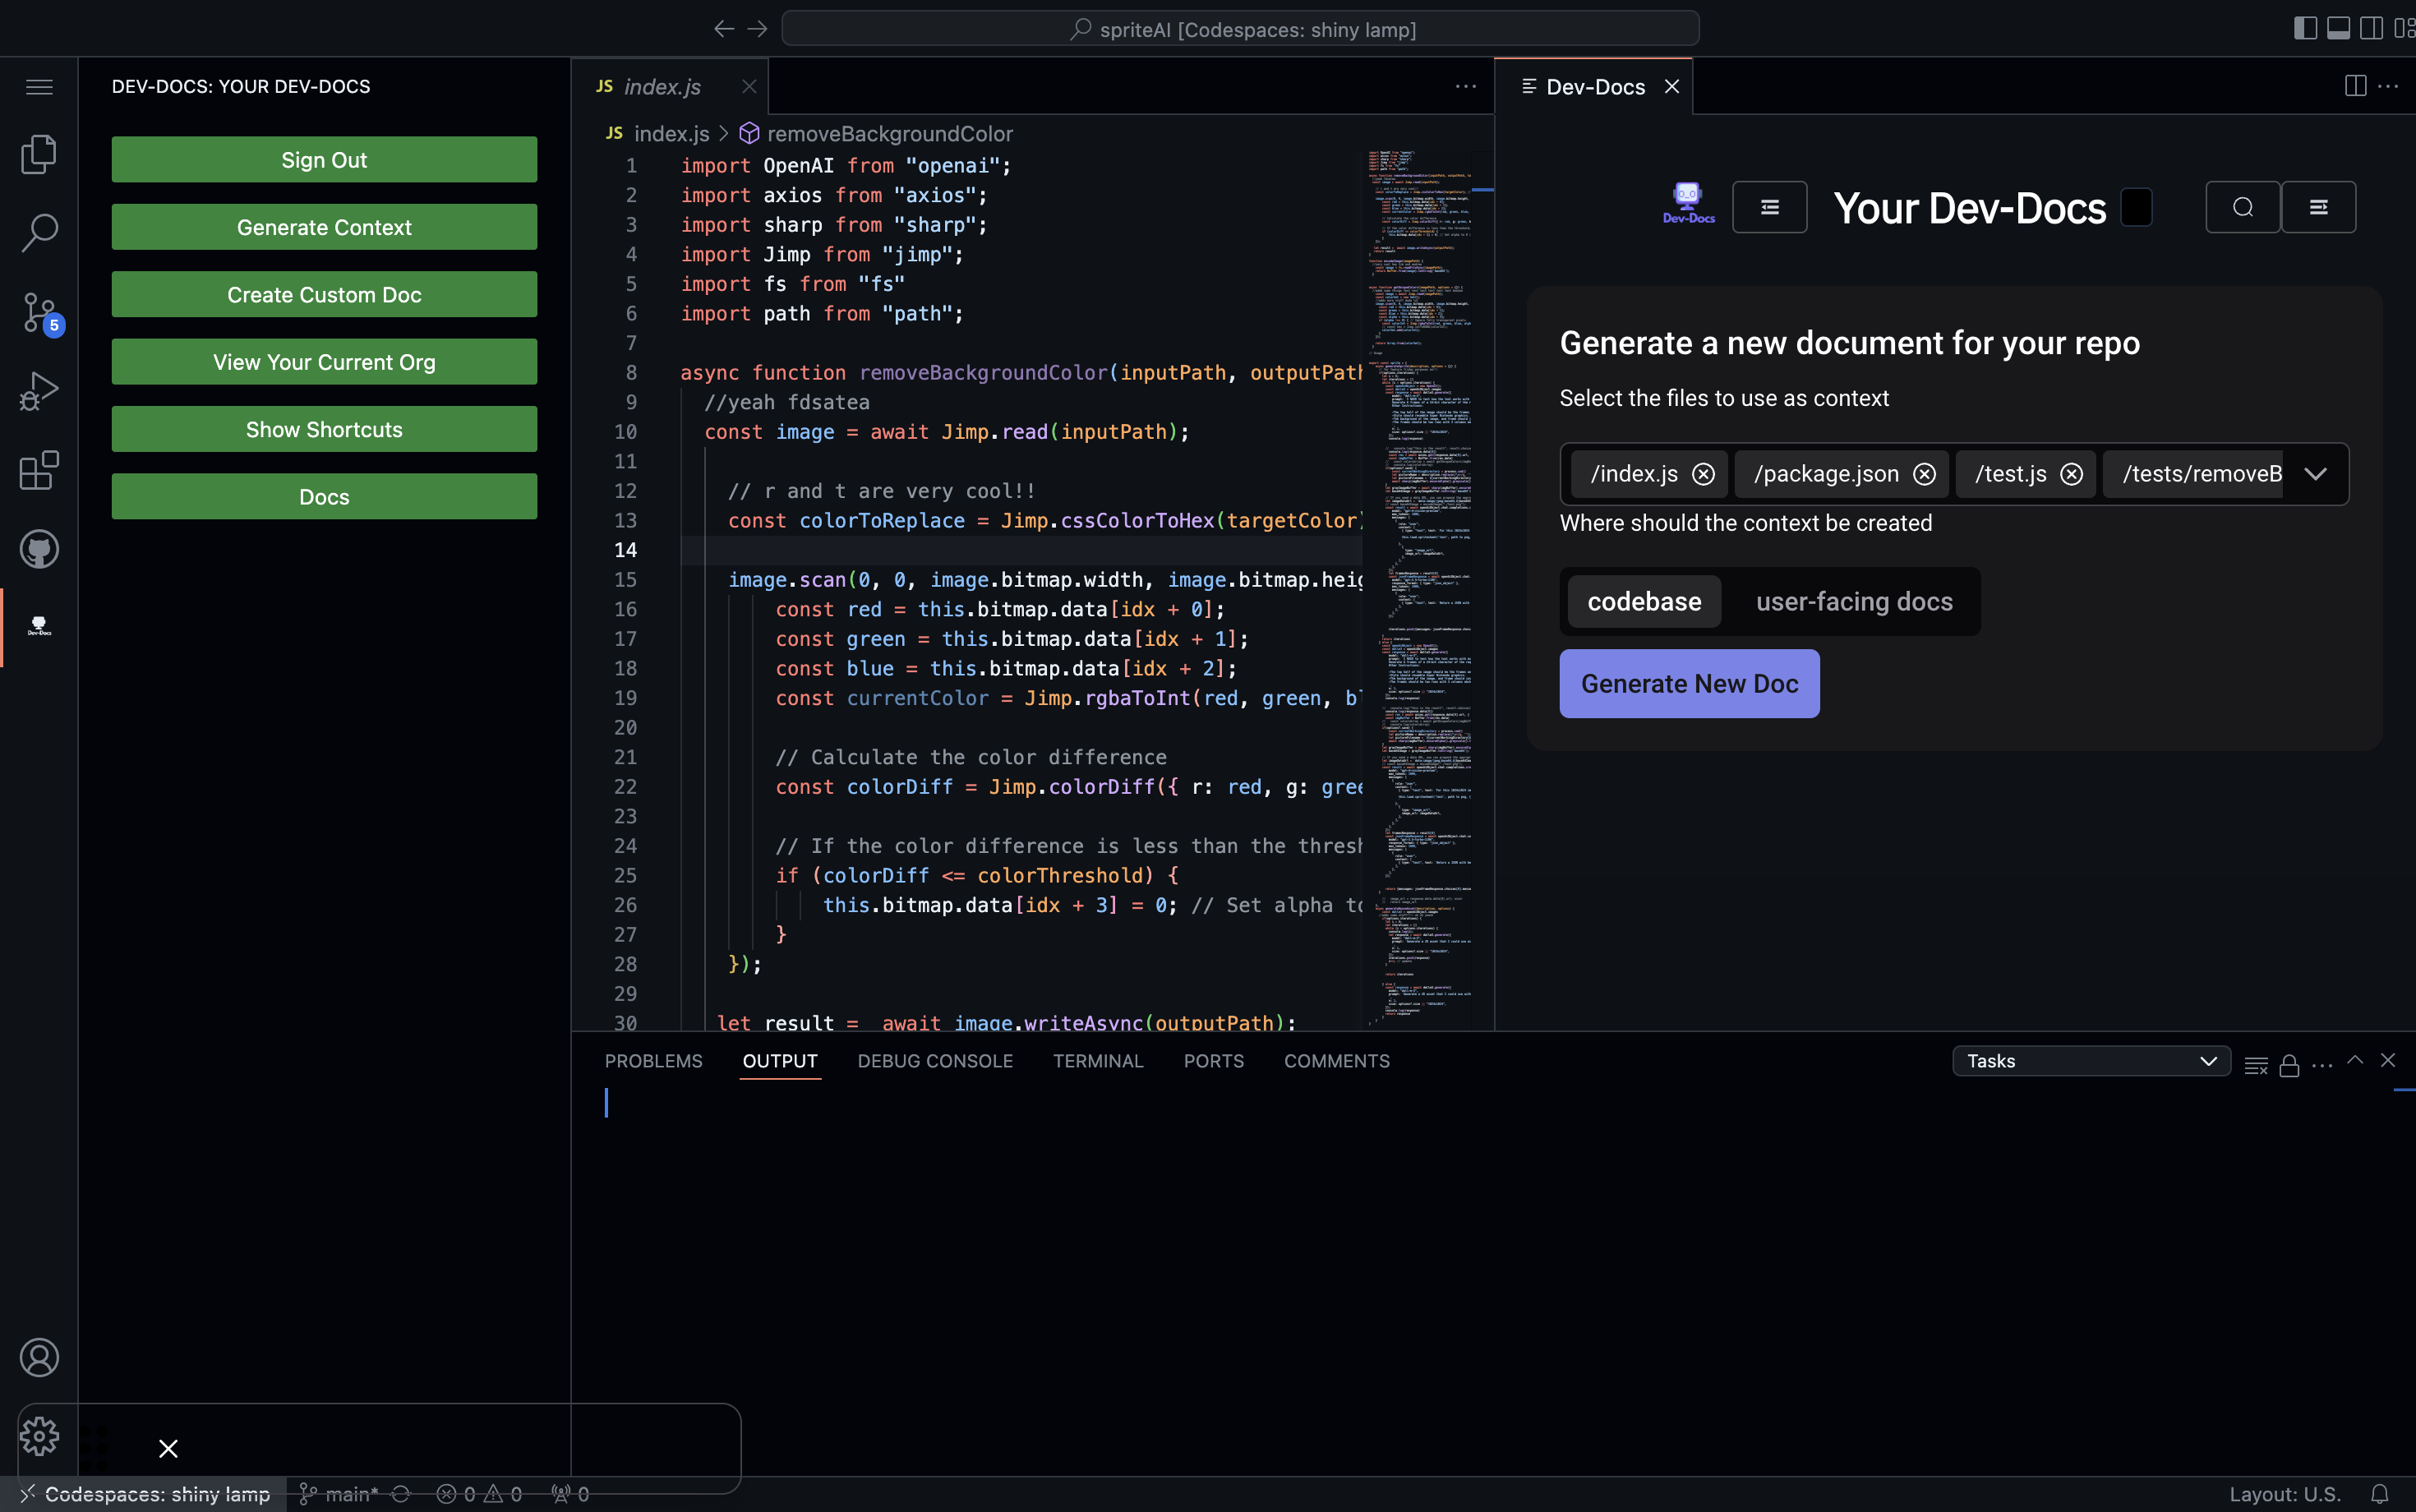 spriteAI [Codespaces: shiny lamp]
DEV-DOCS: YOUR DEV-DOCS
Sign Out
Generate Context
Create Custom Doc
View Your Current Org
Show Shortcuts
Docs
5
Dev-Docs
JS index.js
JS index.js > removeBackgroundColor
1 import OpenAI from "openai";
2 import axios from "axios";
3 import sharp from "sharp";
4 import Jimp from "jimp";
5 import fs from "fs"
6 import path from "path";
7
8 async function removeBackgroundColor(inputPath, outputPath
9 //yeah fdsatea
10 const image = await Jimp.read(inputPath);
11
12 // r and t are very cool!!
13 const colorToReplace = Jimp.cssColorToHex(targetColor)
14
15 image.scan(0, 0, image.bitmap.width, image.bitmap.heig
16 const red = this.bitmap.data[idx + 0];
17 const green = this.bitmap.data[idx + 1];
18 const blue = this.bitmap.data[idx + 2];
19 const currentColor = Jimp.rgbaToInt(red, green, bl
20
21 // Calculate the color difference
22 const colorDiff = Jimp.colorDiff({ r: red, g: gree
23
24 // If the color difference is less than the thresh
25 if (colorDiff <= colorThreshold) {
26 this.bitmap.data[idx + 3] = 0; // Set alpha to
27 }
28 });
29
30 let result = await image.writeAsync(outputPath);
Dev-Docs
Dev-Docs
Your Dev-Docs
Generate a new document for your repo
Select the files to use as context
/index.js /package.json /test.js /tests/removeB
Where should the context be created
codebase user-facing docs
Generate New Doc
PROBLEMS OUTPUT DEBUG CONSOLE TERMINAL PORTS COMMENTS
Tasks
Codespaces: shiny lamp main* 0 0 0
Layout: U.S.